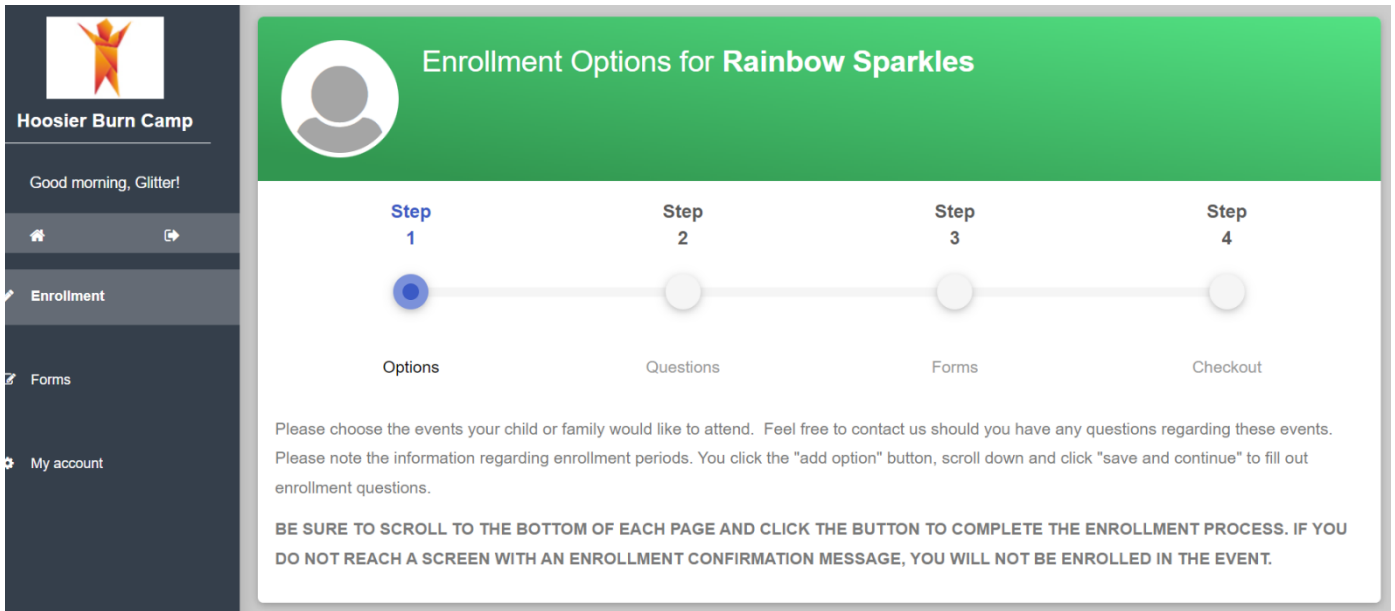 Hoosier Burn Camp
Good morning, Glitter!
Enrollment
Forms
My account
Enrollment Options for Rainbow Sparkles
Step
1
Step
2
Step
3
Step
4
Options
Questions
Forms
Checkout
Please choose the events your child or family would like to attend.  Feel free to contact us should you have any questions regarding these events.
Please note the information regarding enrollment periods. You click the "add option" button, scroll down and click "save and continue" to fill out
enrollment questions.
BE SURE TO SCROLL TO THE BOTTOM OF EACH PAGE AND CLICK THE BUTTON TO COMPLETE THE ENROLLMENT PROCESS. IF YOU
DO NOT REACH A SCREEN WITH AN ENROLLMENT CONFIRMATION MESSAGE, YOU WILL NOT BE ENROLLED IN THE EVENT.